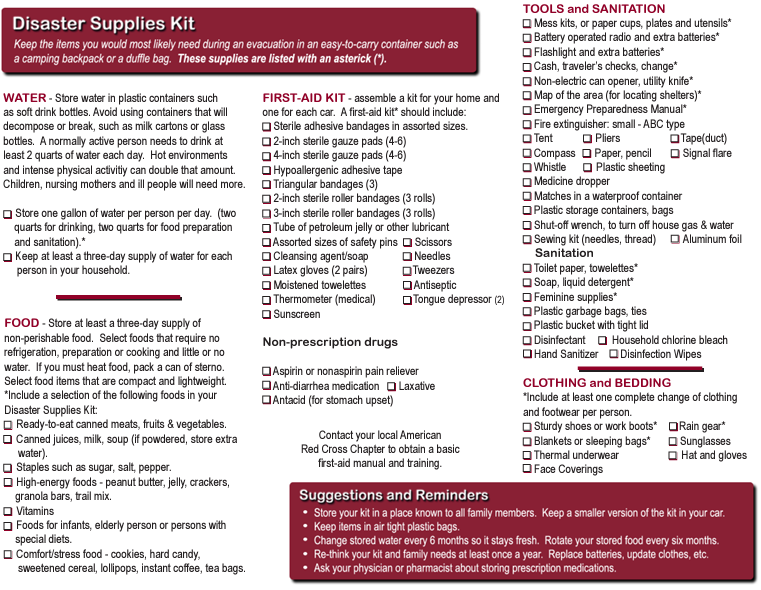 Disaster Supplies Kit
Keep the items you would most likely need during an evacuation in an easy-to-carry container such as
a camping backpack or a duffle bag. These supplies are listed with an asterick (*).
WATER - Store water in plastic containers such
as soft drink bottles. Avoid using containers that will
decompose or break, such as milk cartons or glass
bottles. A normally active person needs to drink at
least 2 quarts of water each day. Hot environments
and intense physical activitiy can double that amount.
Children, nursing mothers and ill people will need more.
Store one gallon of water per person per day. (two
quarts for drinking, two quarts for food preparation
and sanitation).*
Keep at least a three-day supply of water for each
person in your household.
FOOD - Store at least a three-day supply of
non-perishable food. Select foods that require no
refrigeration, preparation or cooking and little or no
water. If you must heat food, pack a can of sterno.
Select food items that are compact and lightweight.
*Include a selection of the following foods in your
Disaster Supplies Kit:
Ready-to-eat canned meats, fruits & vegetables.
Canned juices, milk, soup (if powdered, store extra
water).
Staples such as sugar, salt, pepper.
High-energy foods - peanut butter, jelly, crackers,
granola bars, trail mix.
Vitamins
Foods for infants, elderly person or persons with
special diets.
Comfort/stress food - cookies, hard candy,
sweetened cereal, lollipops, instant coffee, tea bags.
FIRST-AID KIT - assemble a kit for your home and
one for each car. A first-aid kit* should include:
Sterile adhesive bandages in assorted sizes.
2-inch sterile gauze pads (4-6)
4-inch sterile gauze pads (4-6)
Hypoallergenic adhesive tape
Triangular bandages (3)
2-inch sterile roller bandages (3 rolls)
3-inch sterile roller bandages (3 rolls)
Tube of petroleum jelly or other lubricant
Assorted sizes of safety pins Scissors
Cleansing agent/soap Needles
Latex gloves (2 pairs) Tweezers
Moistened towelettes Antiseptic
Thermometer (medical) Tongue depressor (2)
Sunscreen
Non-prescription drugs
Aspirin or nonaspirin pain reliever
Anti-diarrhea medication Laxative
Antacid (for stomach upset)
Contact your local American
Red Cross Chapter to obtain a basic
first-aid manual and training.
TOOLS and SANITATION
Mess kits, or paper cups, plates and utensils*
Battery operated radio and extra batteries*
Flashlight and extra batteries*
Cash, traveler's checks, change*
Non-electric can opener, utility knife*
Map of the area (for locating shelters)*
Emergency Preparedness Manual*
Fire extinguisher: small - ABC type
Tent Pliers Tape(duct)
Compass Paper, pencil Signal flare
Whistle Plastic sheeting
Medicine dropper
Matches in a waterproof container
Plastic storage containers, bags
Shut-off wrench, to turn off house gas & water
Sewing kit (needles, thread) Aluminum foil
Sanitation
Toilet paper, towelettes*
Soap, liquid detergent*
Feminine supplies*
Plastic garbage bags, ties
Plastic bucket with tight lid
Disinfectant Household chlorine bleach
Hand Sanitizer Disinfection Wipes
CLOTHING and BEDDING
*Include at least one complete change of clothing
and footwear per person.
Sturdy shoes or work boots* Rain gear*
Blankets or sleeping bags* Sunglasses
Thermal underwear Hat and gloves
Face Coverings
Suggestions and Reminders
• Store your kit in a place known to all family members. Keep a smaller version of the kit in your car.
• Keep items in air tight plastic bags.
• Change stored water every 6 months so it stays fresh. Rotate your stored food every six months.
• Re-think your kit and family needs at least once a year. Replace batteries, update clothes, etc.
• Ask your physician or pharmacist about storing prescription medications.